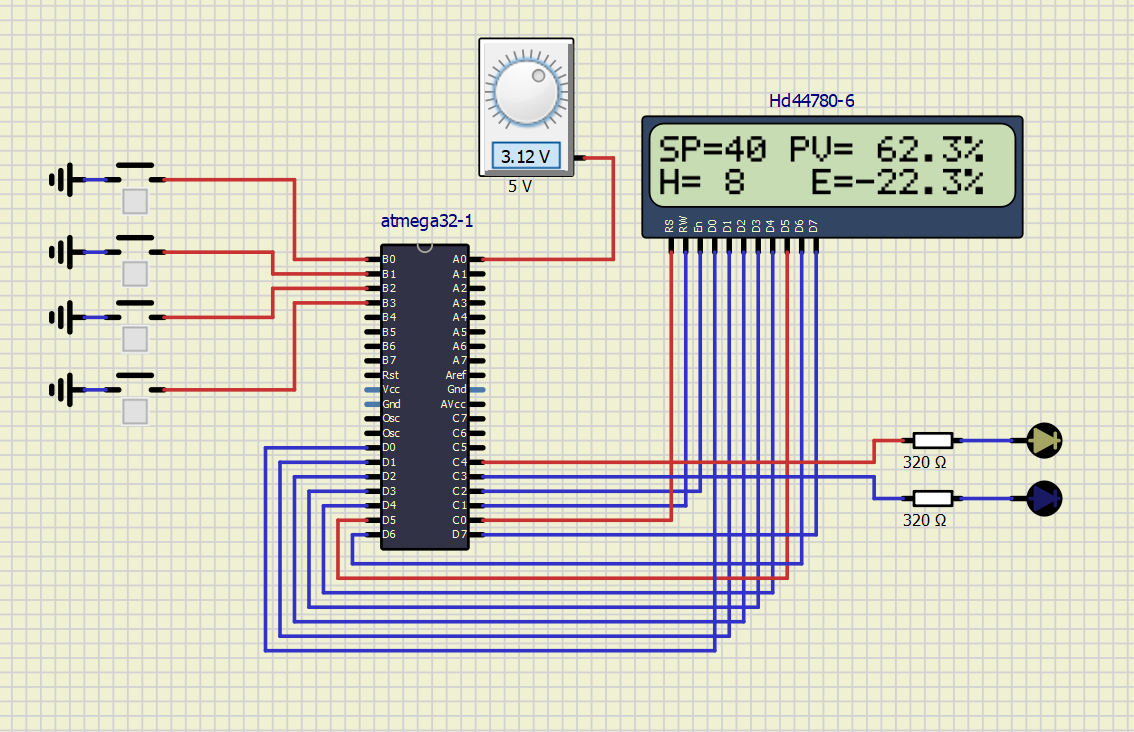 3.12 V
5 V
Hd44780-6
SP=40 PV= 62.3%
H= 8 E=-22.3%
RS RW En D0 D1 D2 D3 D4 D5 D6 D7
atmega32-1
B0 A0
B1 A1
B2 A2
B3 A3
B4 A4
B5 A5
B6 A6
B7 A7
Rst Aref
Vcc Gnd
Gnd AVcc
Osc C7
Osc C6
D0 C5
D1 C4
D2 C3
D3 C2
D4 C1
D5 C0
D6 D7
320 Ω
320 Ω